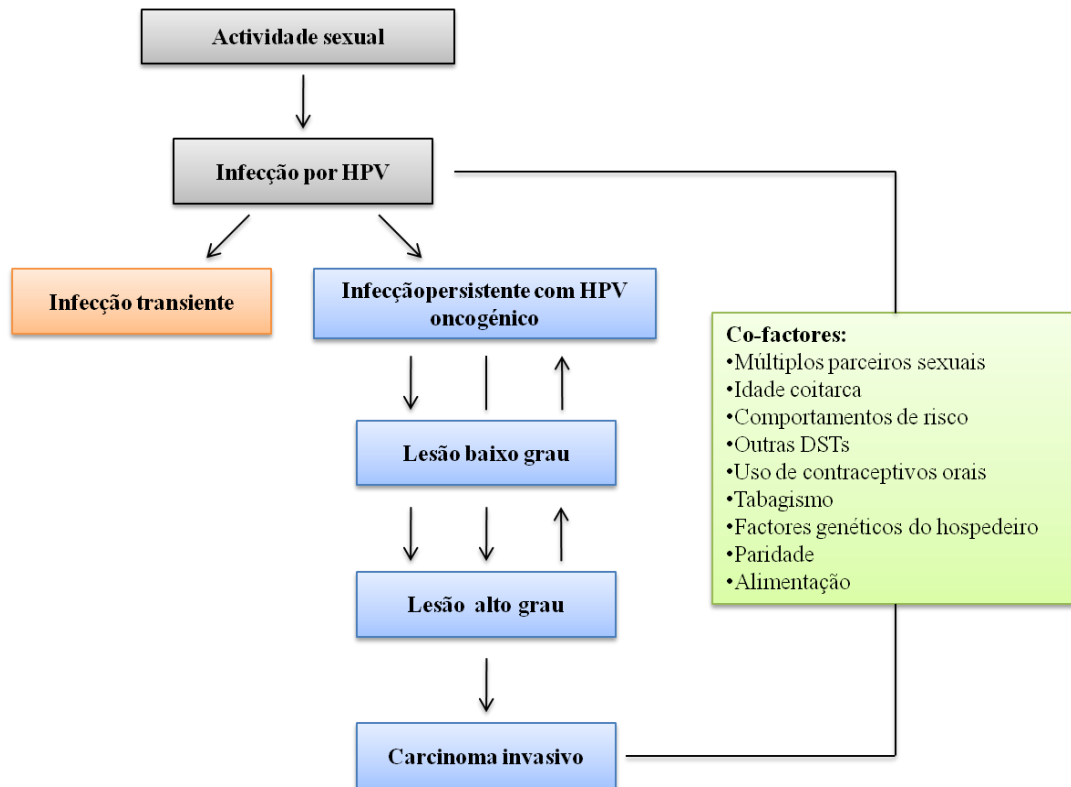 Actividade sexual
Infecção por HPV
Infecção transiente
Infecçãopersistente com HPV
oncogénico
Lesão baixo grau
Lesão alto grau
Carcinoma invasivo
Co-factores:
•Múltiplos parceiros sexuais
•Idade coitarca
•Comportamentos de risco
•Outras DSTs
•Uso de contraceptivos orais
•Tabagismo
•Factores genéticos do hospedeiro
•Paridade
•Alimentação